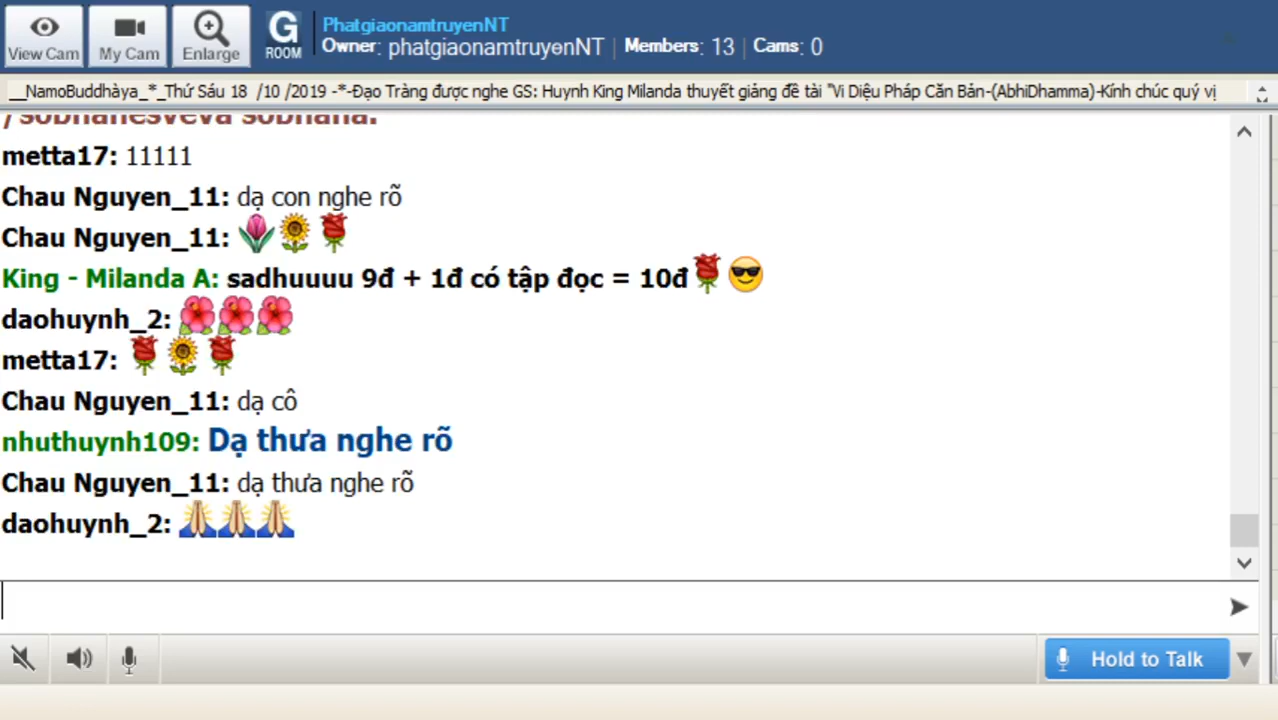 View Cam
My Cam
Enlarge
G
ROOM
PhatgiaonamtruyenNT
Owner: phatgiaonamtruyenNT | Members: 13 | Cams: 0
__NamoBuddhàya_*_Thứ Sáu 18 /10 /2019 -*-Đạo Tràng được nghe GS: Huynh King Milanda thuyết giảng đề tài "Vi Diệu Pháp Căn Bản-(AbhiDhamma)-Kính chúc quý vị
/sobhanesveva sobhana.
metta17: 11111
Chau Nguyen_11: dạ con nghe rõ
Chau Nguyen_11: 🌷🌻🌹
King - Milanda A: sadhuuuu 9đ + 1đ có tập đọc = 10đ🌹😎
daohuynh_2: 🌺🌺🌺
metta17: 🌹🌻🌹
Chau Nguyen_11: dạ cô
nhuthuynh109: Dạ thưa nghe rõ
Chau Nguyen_11: dạ thưa nghe rõ
daohuynh_2: 🙏🙏🙏
Hold to Talk